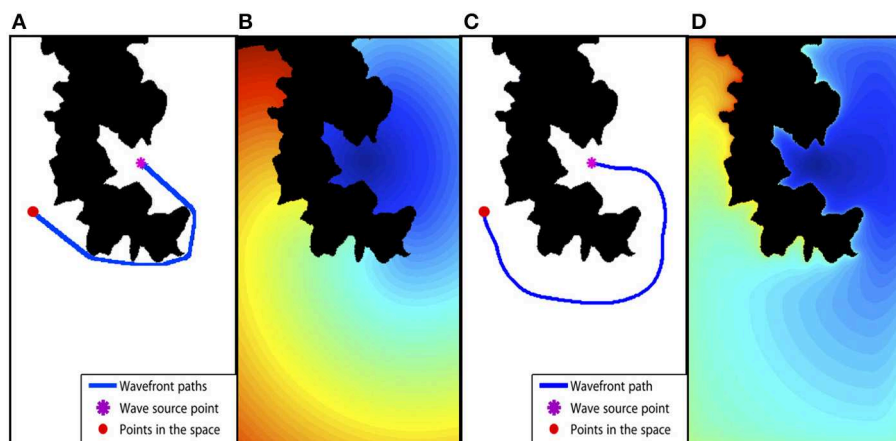 A
B
C
D
Wavefront paths
Wave source point
Points in the space
Wavefront path
Wave source point
Points in the space